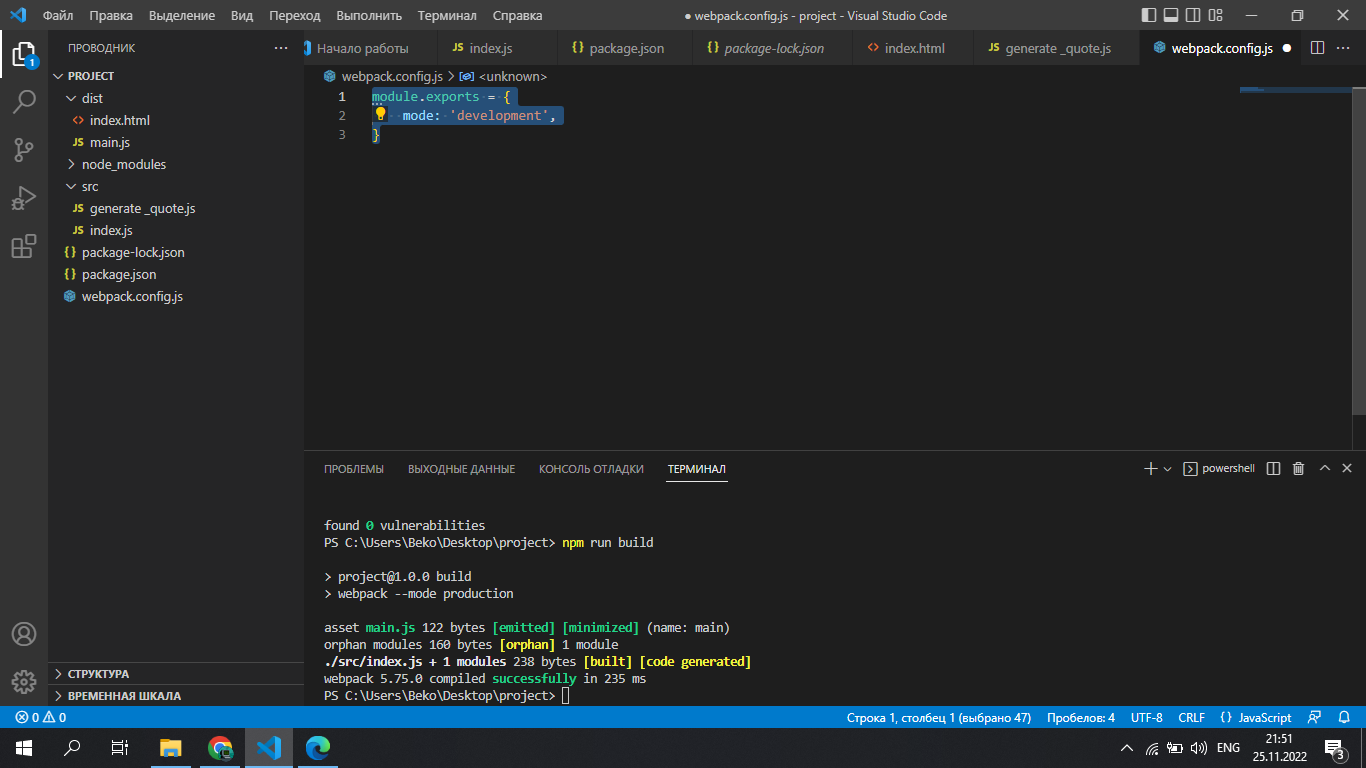 Файл Правка Выделение Вид Переход Выполнить Терминал Справка ● webpack.config.js - project - Visual Studio Code
ПРОВОДНИК
Начало работы index.js package.json package-lock.json index.html generate _quote.js webpack.config.js
PROJECT
dist
index.html
main.js
node_modules
src
generate _quote.js
index.js
package-lock.json
package.json
webpack.config.js
СТРУКТУРА
ВРЕМЕННАЯ ШКАЛА
webpack.config.js > <unknown>
1 module.exports = {
2 mode: 'development',
3 }
ПРОБЛЕМЫ ВЫХОДНЫЕ ДАННЫЕ КОНСОЛЬ ОТЛАДКИ ТЕРМИНАЛ powershell
found 0 vulnerabilities
PS C:\Users\Beko\Desktop\project> npm run build
> project@1.0.0 build
> webpack --mode production
asset main.js 122 bytes [emitted] [minimized] (name: main)
orphan modules 160 bytes [orphan] 1 module
./src/index.js + 1 modules 238 bytes [built] [code generated]
webpack 5.75.0 compiled successfully in 235 ms
PS C:\Users\Beko\Desktop\project>
0 0 Строка 1, столбец 1 (выбрано 47) Пробелов: 4 UTF-8 CRLF {} JavaScript
ENG 21:51
25.11.2022 3